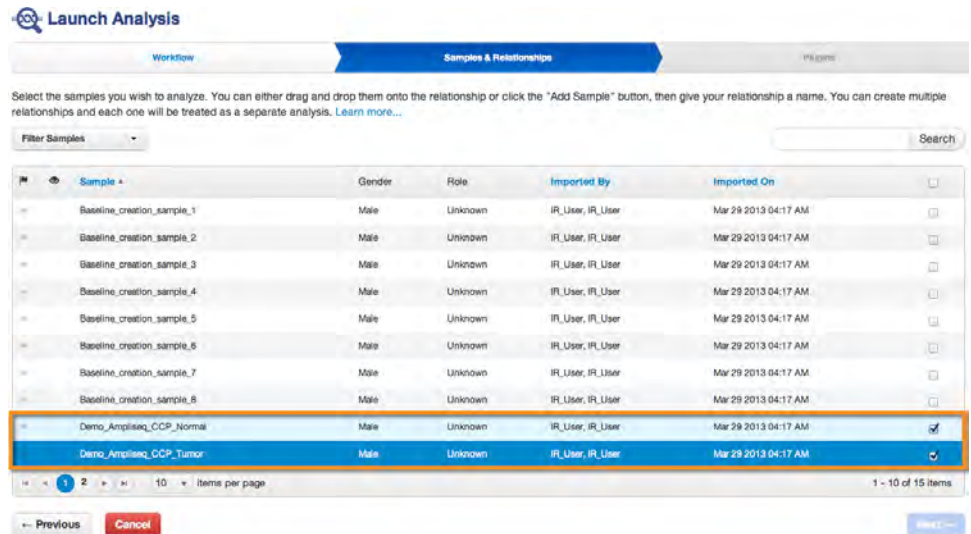 Launch Analysis
Workflow Samples & Relationships Plugins
Select the samples you wish to analyze. You can either drag and drop them onto the relationship or click the "Add Sample" button, then give your relationship a name. You can create multiple
relationships and each one will be treated as a separate analysis. Learn more...
Filter Samples Search
Sample Gender Role Imported By Imported On
Baseline_creation_sample_1 Male Unknown IR_User, IR_User Mar 29 2013 04:17 AM
Baseline_creation_sample_2 Male Unknown IR_User, IR_User Mar 29 2013 04:17 AM
Baseline_creation_sample_3 Male Unknown IR_User, IR_User Mar 29 2013 04:17 AM
Baseline_creation_sample_4 Male Unknown IR_User, IR_User Mar 29 2013 04:17 AM
Baseline_creation_sample_5 Male Unknown IR_User, IR_User Mar 29 2013 04:17 AM
Baseline_creation_sample_6 Male Unknown IR_User, IR_User Mar 29 2013 04:17 AM
Baseline_creation_sample_7 Male Unknown IR_User, IR_User Mar 29 2013 04:17 AM
Baseline_creation_sample_8 Male Unknown IR_User, IR_User Mar 29 2013 04:17 AM
Demo_Ampliseq_CCP_Normal Male Unknown IR_User, IR_User Mar 29 2013 04:17 AM
Demo_Ampliseq_CCP_Tumor Male Unknown IR_User, IR_User Mar 29 2013 04:17 AM
1 2 10 items per page 1 - 10 of 15 items
← Previous Cancel Next →